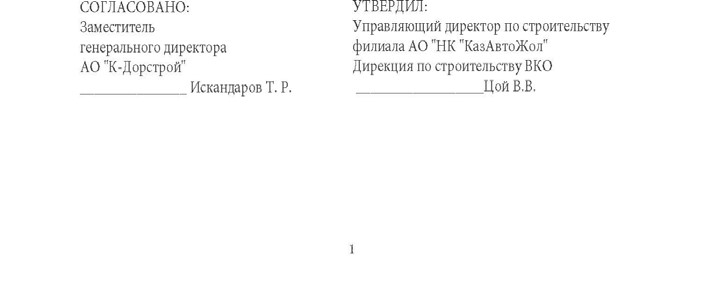 СОГЛАСОВАНО:
Заместитель
генерального директора
АО "К-Дорстрой"
_______________ Искандаров Т. Р.
УТВЕРДИЛ:
Управляющий директор по строительству
филиала АО "НК "КазАвтоЖол"
Дирекция по строительству ВКО
__________________Цой В.В.
1